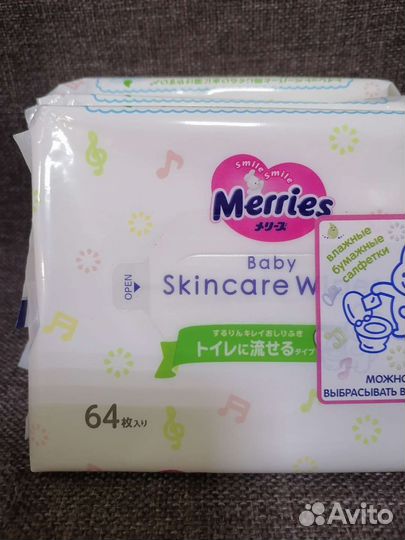 Smile Smile
Merries
メリーズ
Baby
Skincare W
OPEN
するりんキレイおしりふき
トイレに流せるタイプ
64枚入り
влажные
бумажные
салфетки
МОЖНО
ВЫБРАСЫВАТЬ В
Avito